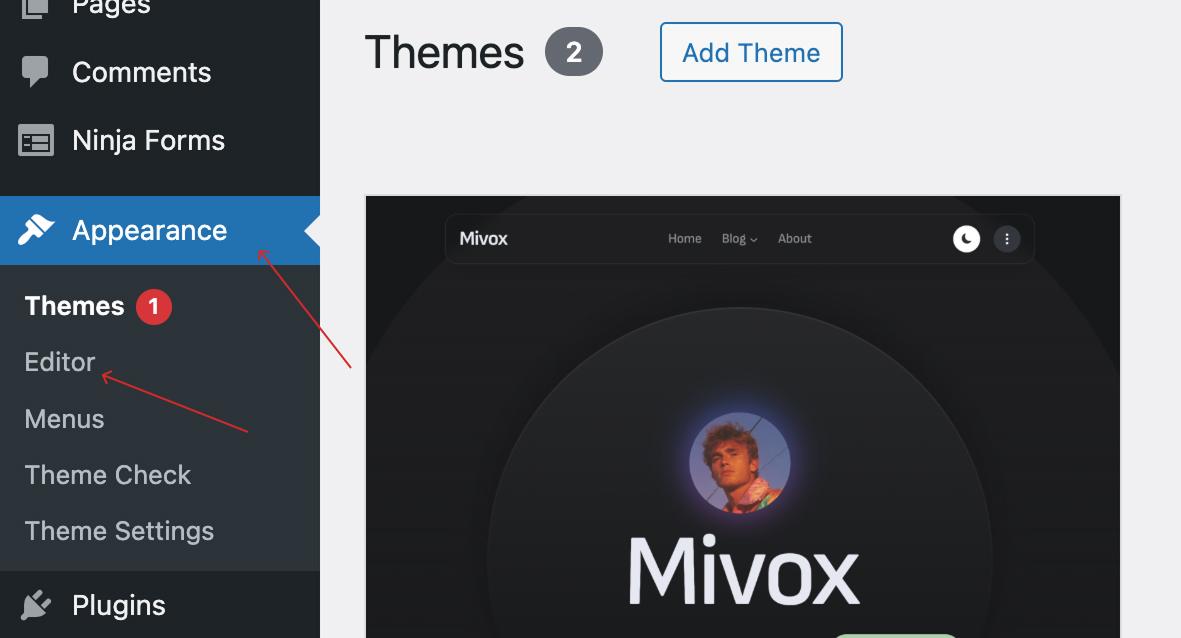 Pages
Comments
Ninja Forms
Appearance
Themes 1
Editor
Menus
Theme Check
Theme Settings
Plugins
Themes 2
Add Theme
Mivox
Home Blog About
Mivox